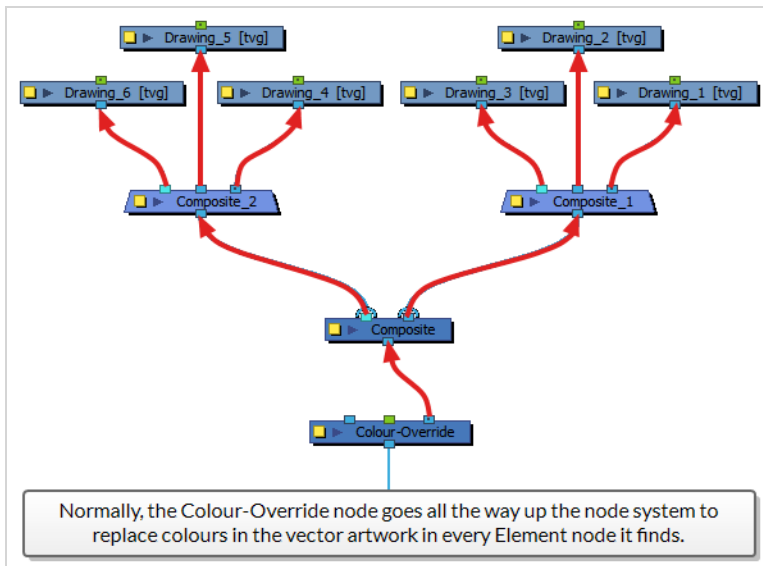 Drawing_5 [tvg]
Drawing_2 [tvg]
Drawing_6 [tvg]
Drawing_4 [tvg]
Drawing_3 [tvg]
Drawing_1 [tvg]
Composite_2
Composite_1
Composite
Colour-Override
Normally, the Colour-Override node goes all the way up the node system to
replace colours in the vector artwork in every Element node it finds.